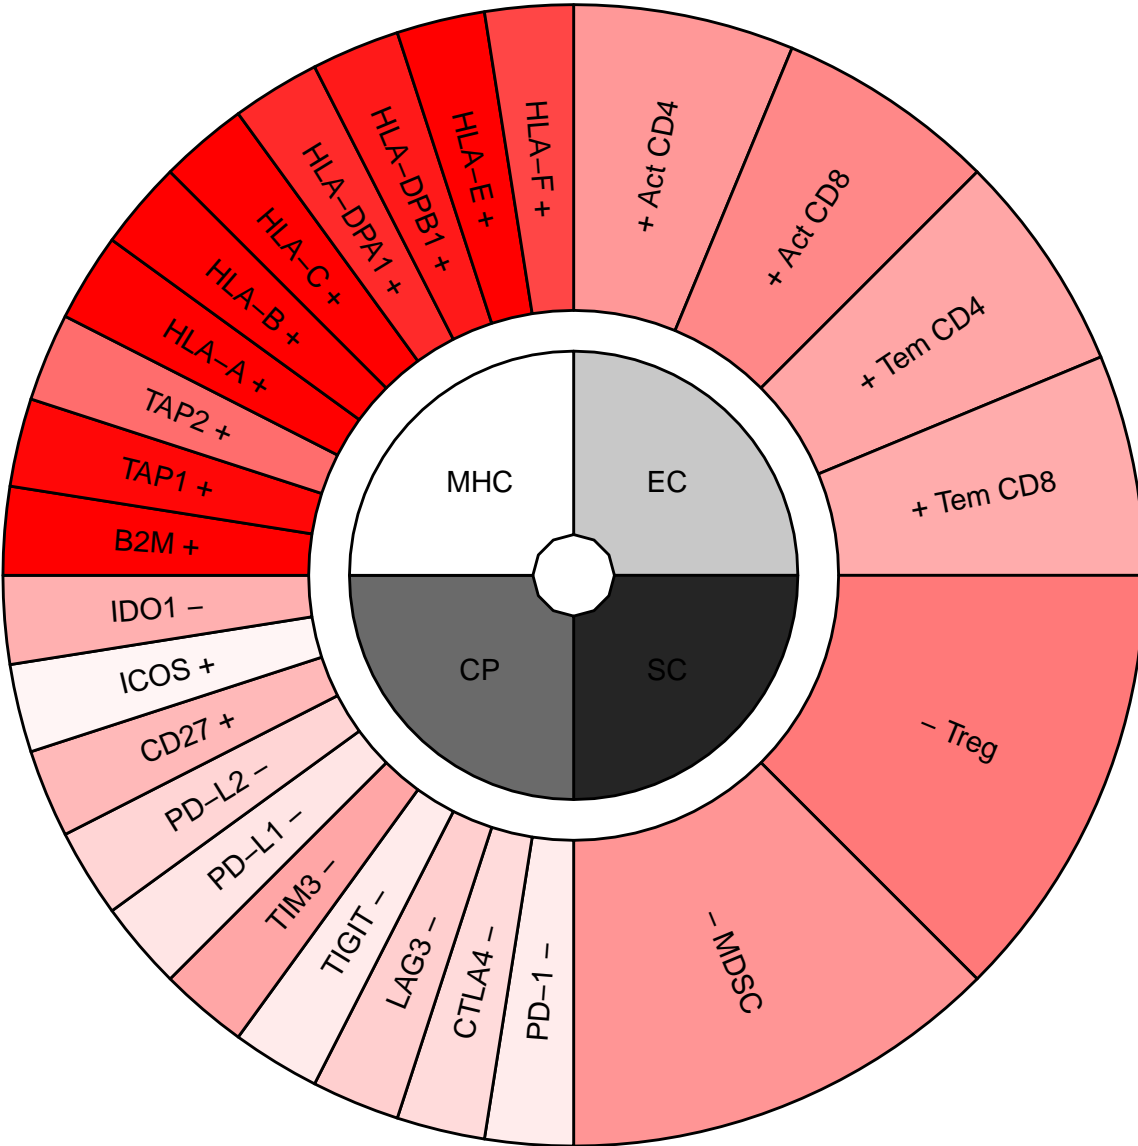 HLA–F +
HLA–E +
HLA–DPB1 +
HLA–DPA1 +
HLA–C +
HLA–B +
HLA–A +
TAP2 +
TAP1 +
B2M +
+ Act CD4
+ Act CD8
+ Tem CD4
+ Tem CD8
MHC
EC
CP
SC
IDO1 –
ICOS +
CD27 +
PD–L2 –
PD–L1 –
TIM3 –
TIGIT –
LAG3 –
CTLA4 –
PD–1 –
– Treg
– MDSC